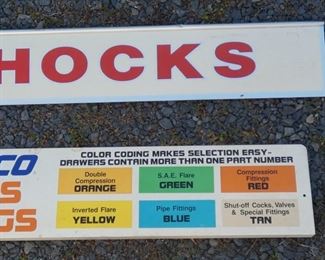 HOCKS
CO
S
GS
COLOR CODING MAKES SELECTION EASY-
DRAWERS CONTAIN MORE THAN ONE PART NUMBER
Double
Compression
ORANGE
S.A.E. Flare
GREEN
Compression
Fittings
RED
Inverted Flare
YELLOW
Pipe Fittings
BLUE
Shut-off Cocks, Valves
& Special Fittings
TAN